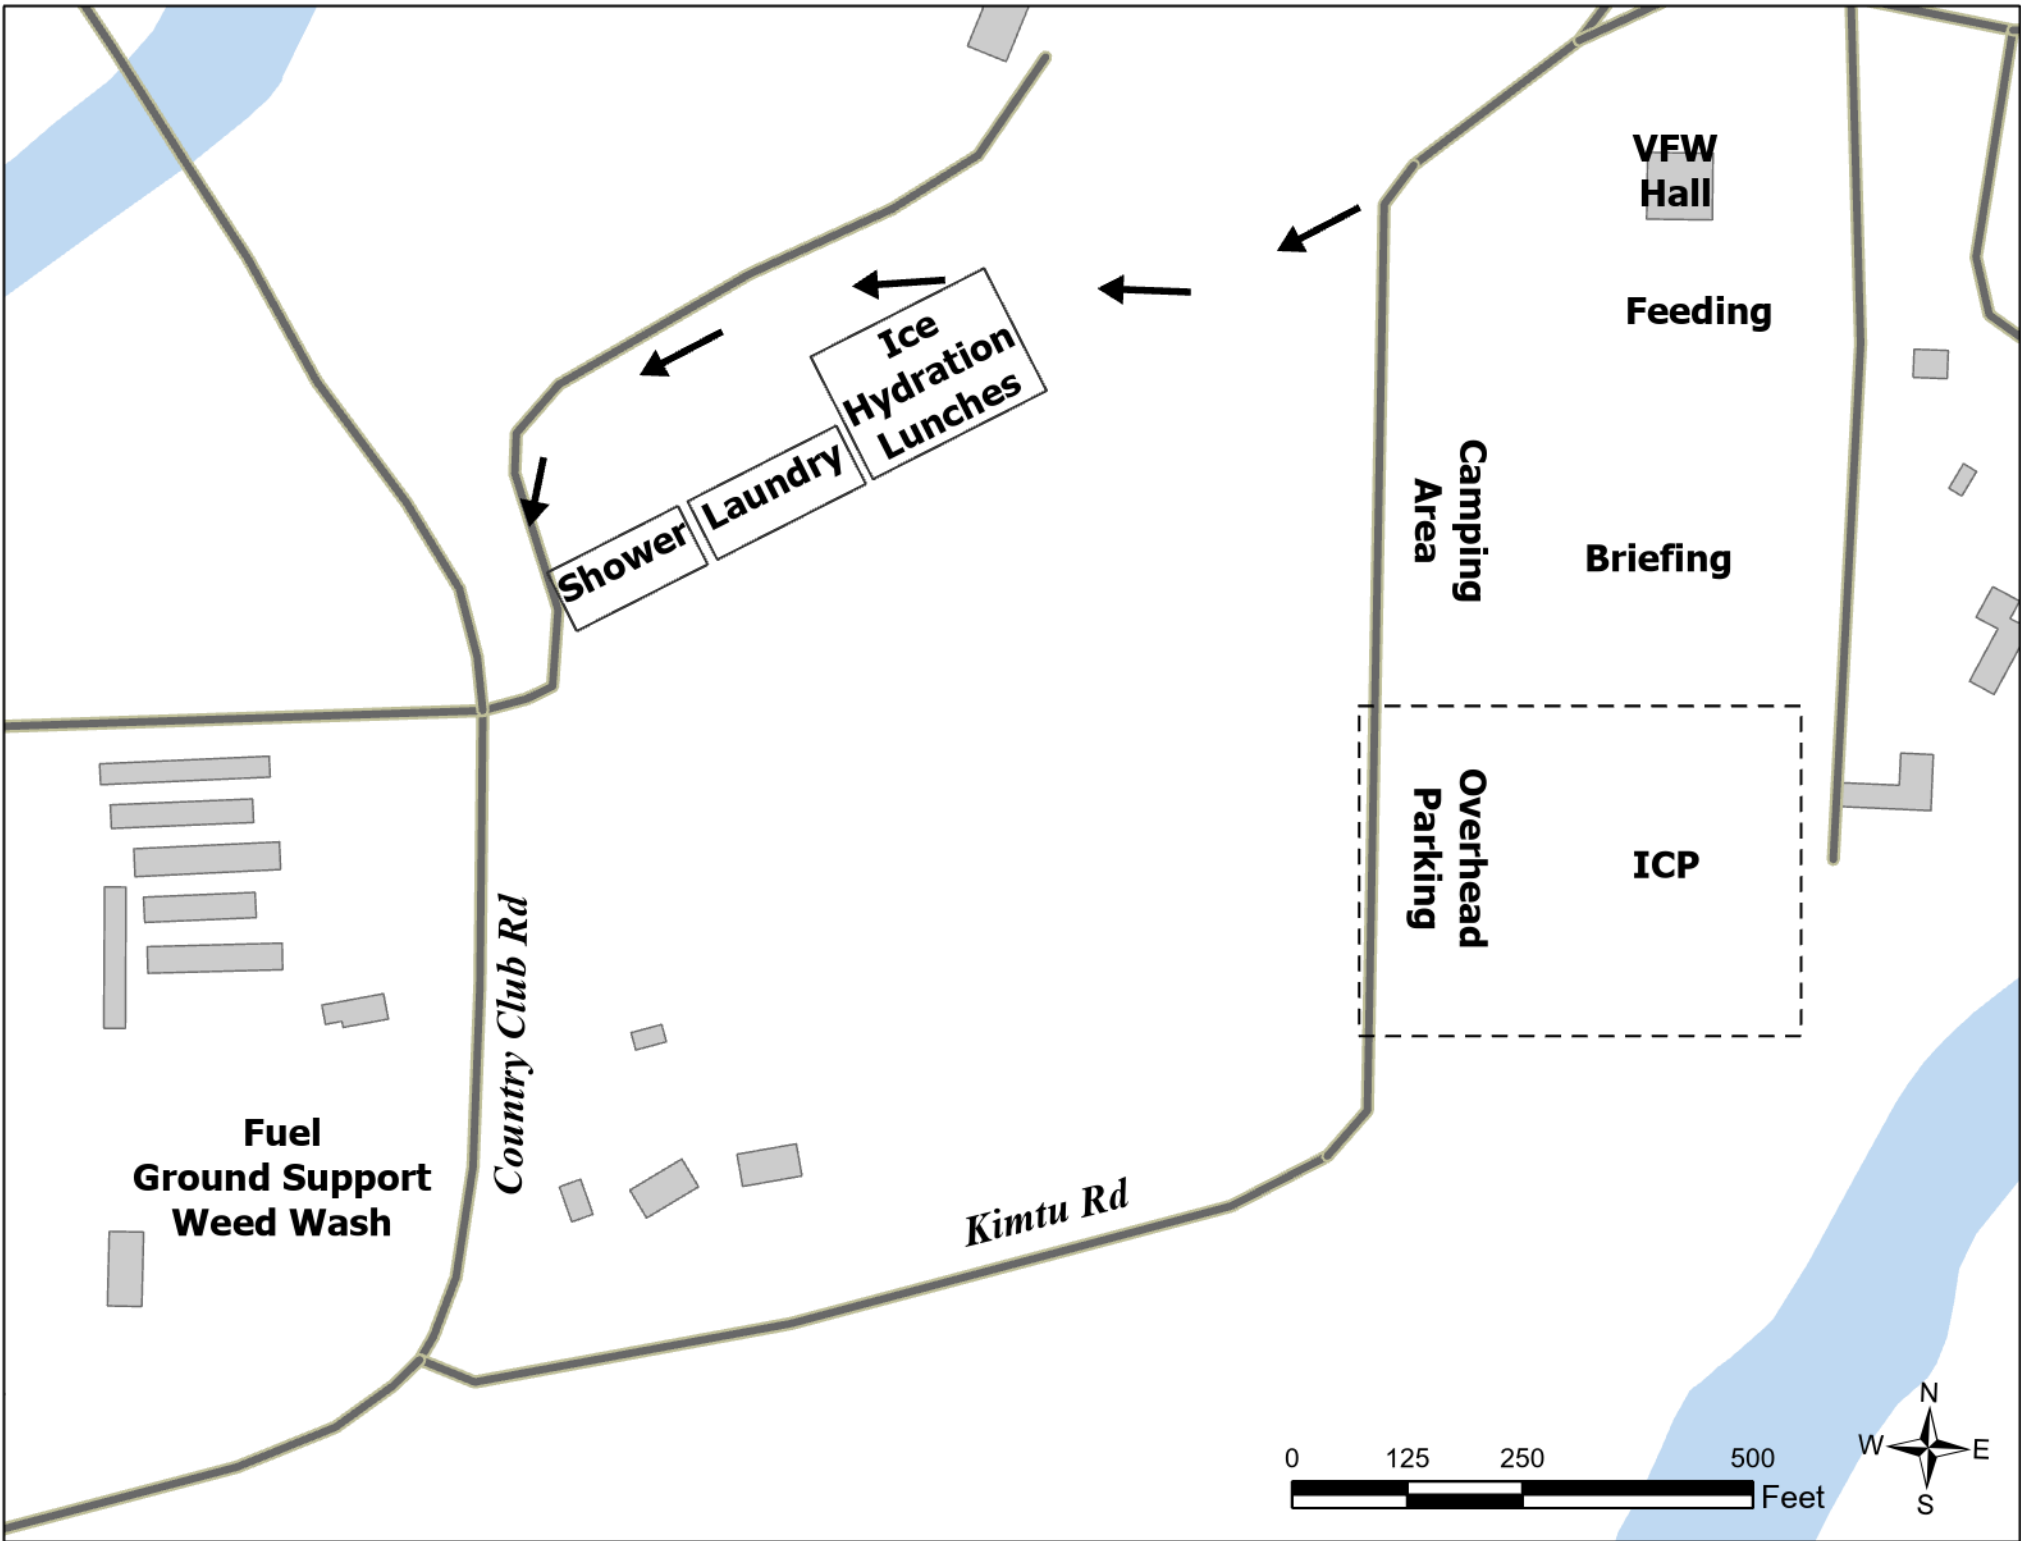 VFW
Hall
Feeding
Ice
Hydration
Lunches
Laundry
Shower
Camping
Area
Briefing
Overhead
Parking
ICP
Country Club Rd
Fuel
Ground Support
Weed Wash
Kimtu Rd
0 125 250 500
Feet
N
W E
S